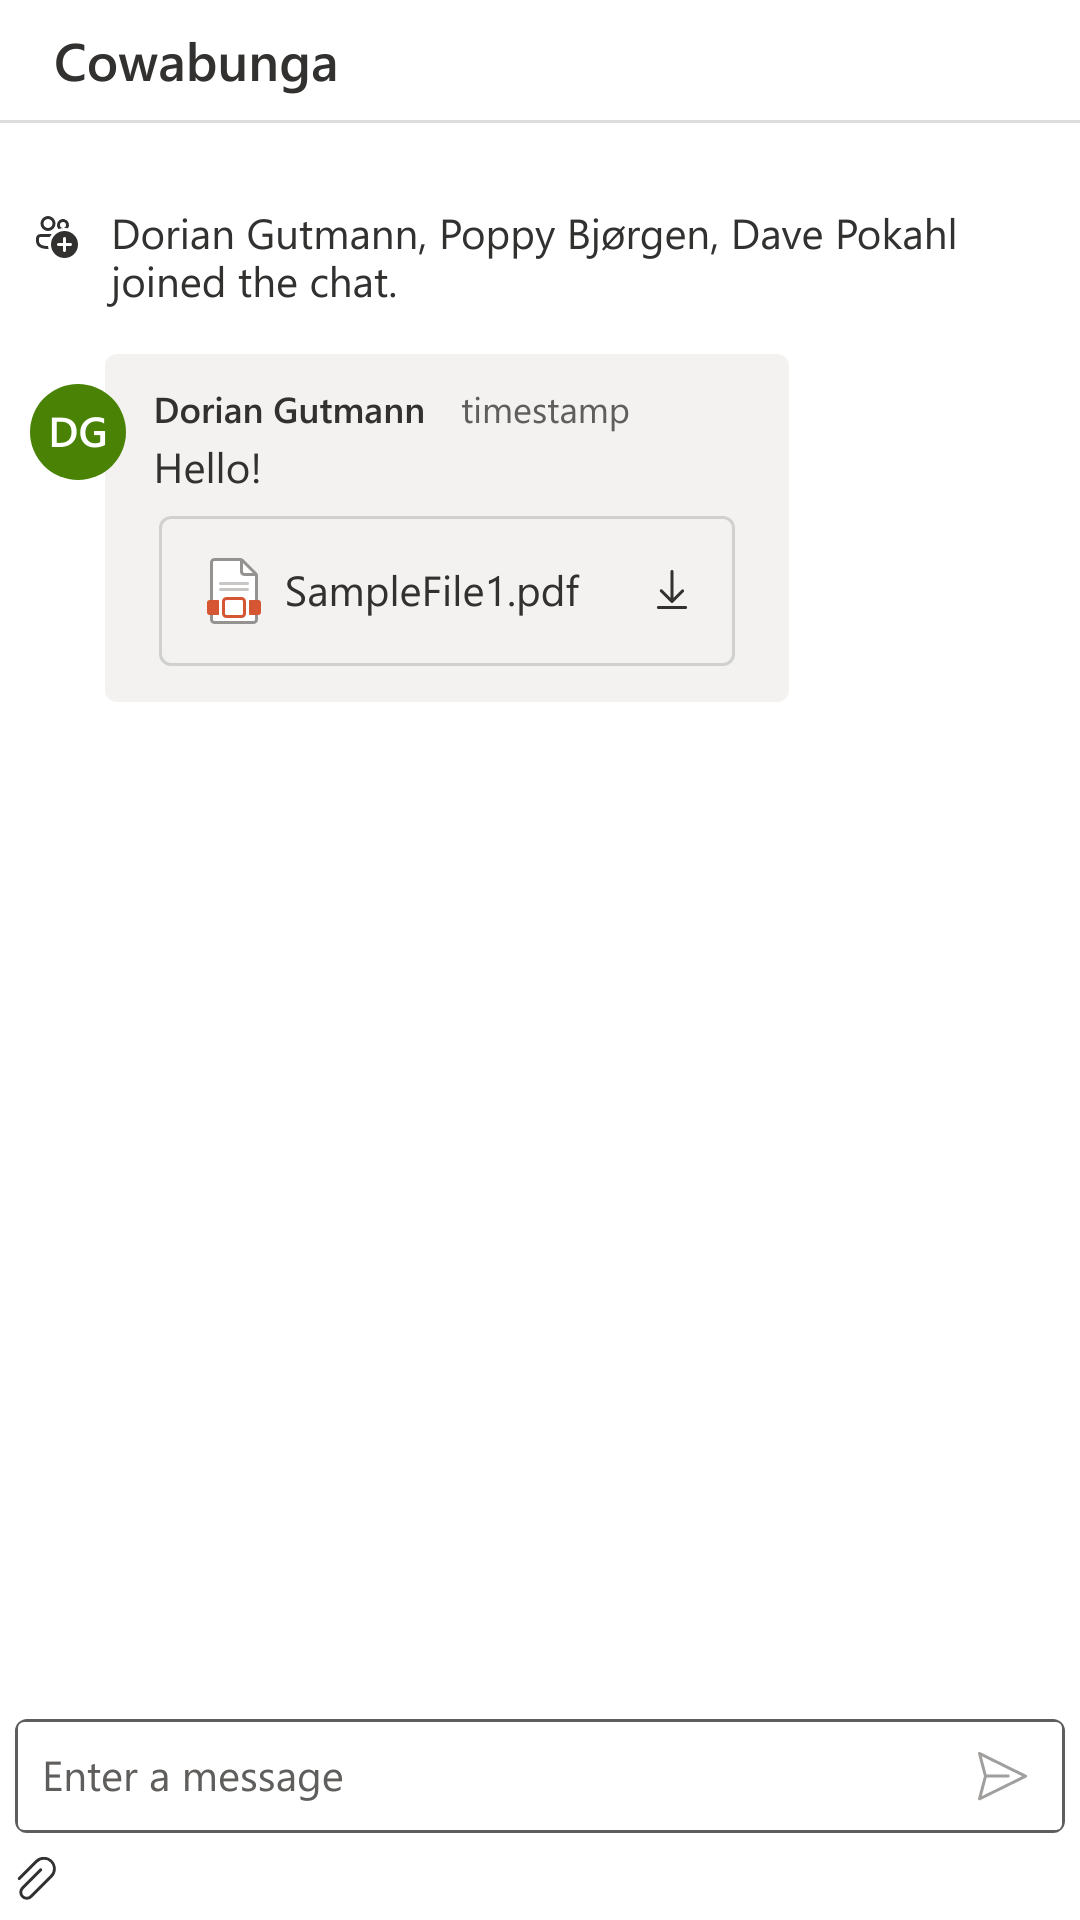 Cowabunga
Dorian Gutmann, Poppy Bjørgen, Dave Pokahl
joined the chat.
DG
Dorian Gutmann timestamp
Hello!
SampleFile1.pdf
Enter a message